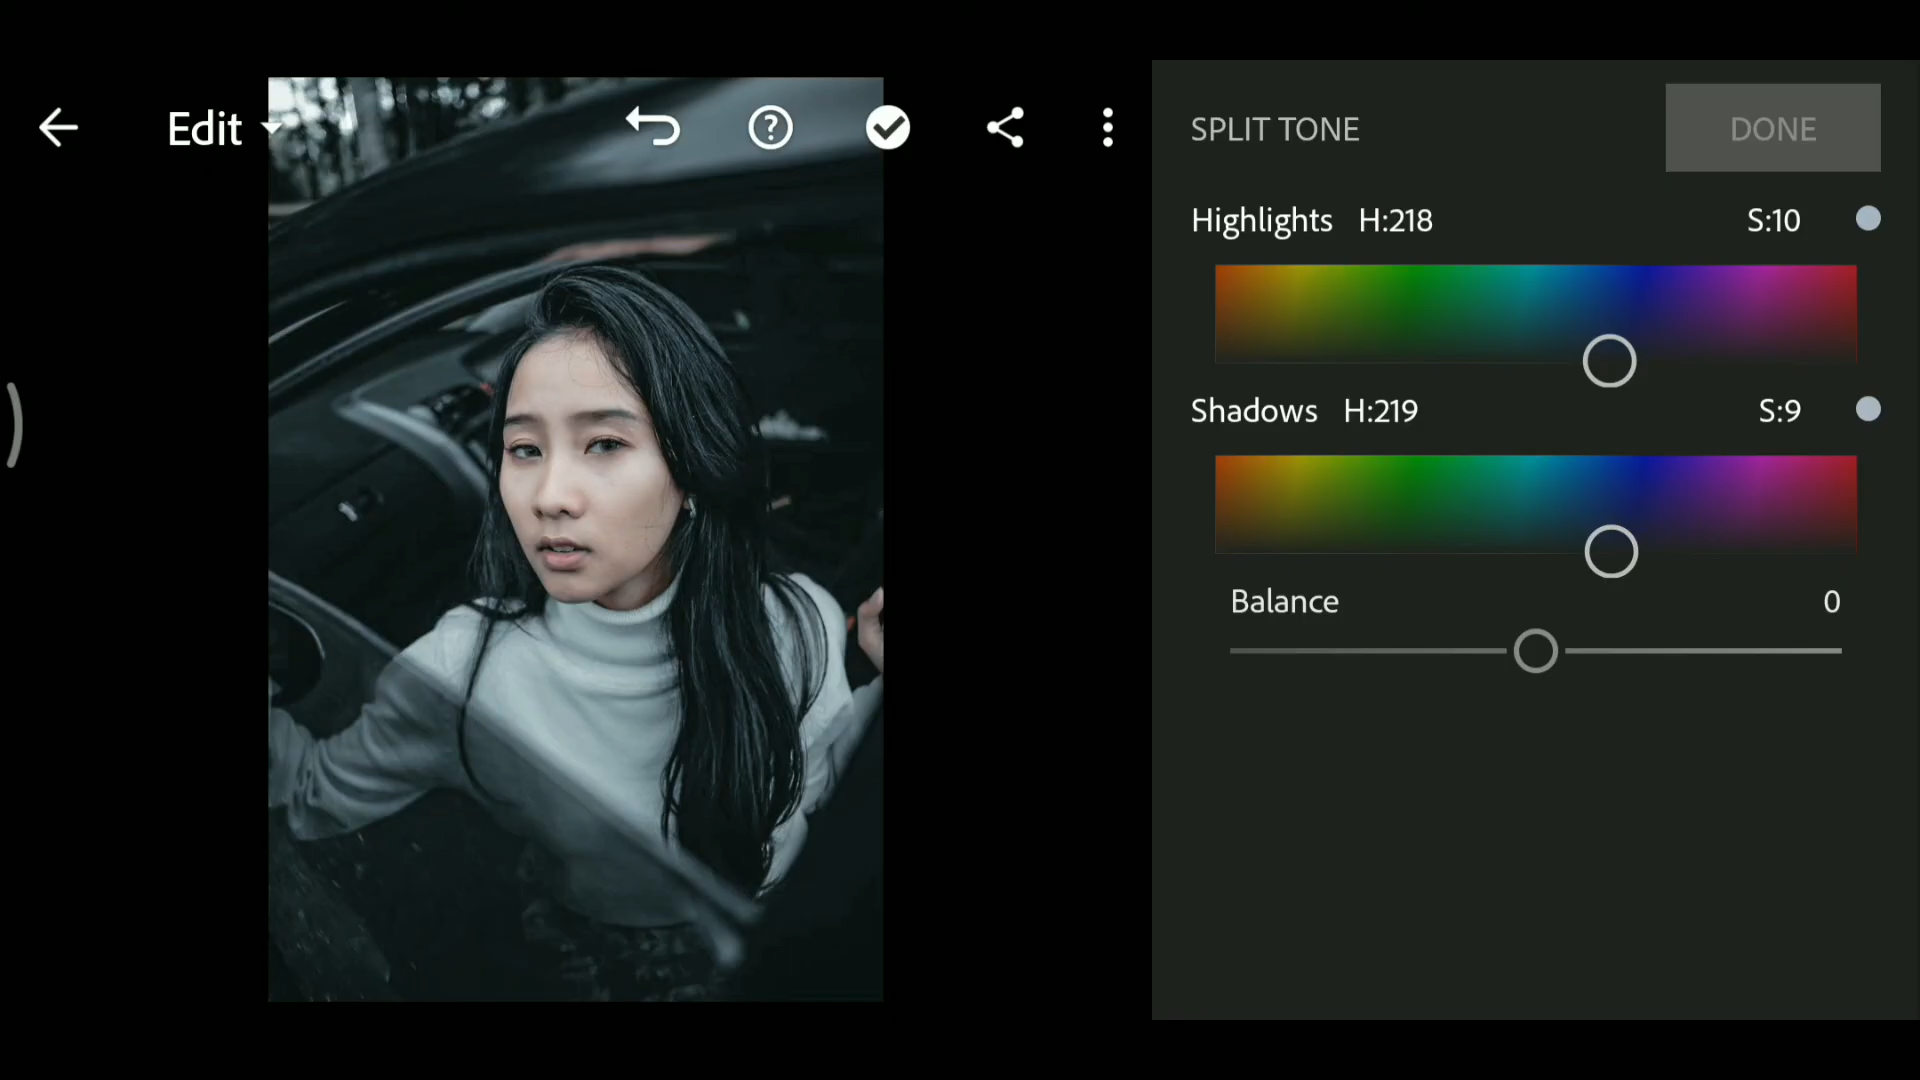 Edit
SPLIT TONE
DONE
Highlights H:218 S:10
Shadows H:219 S:9
Balance 0